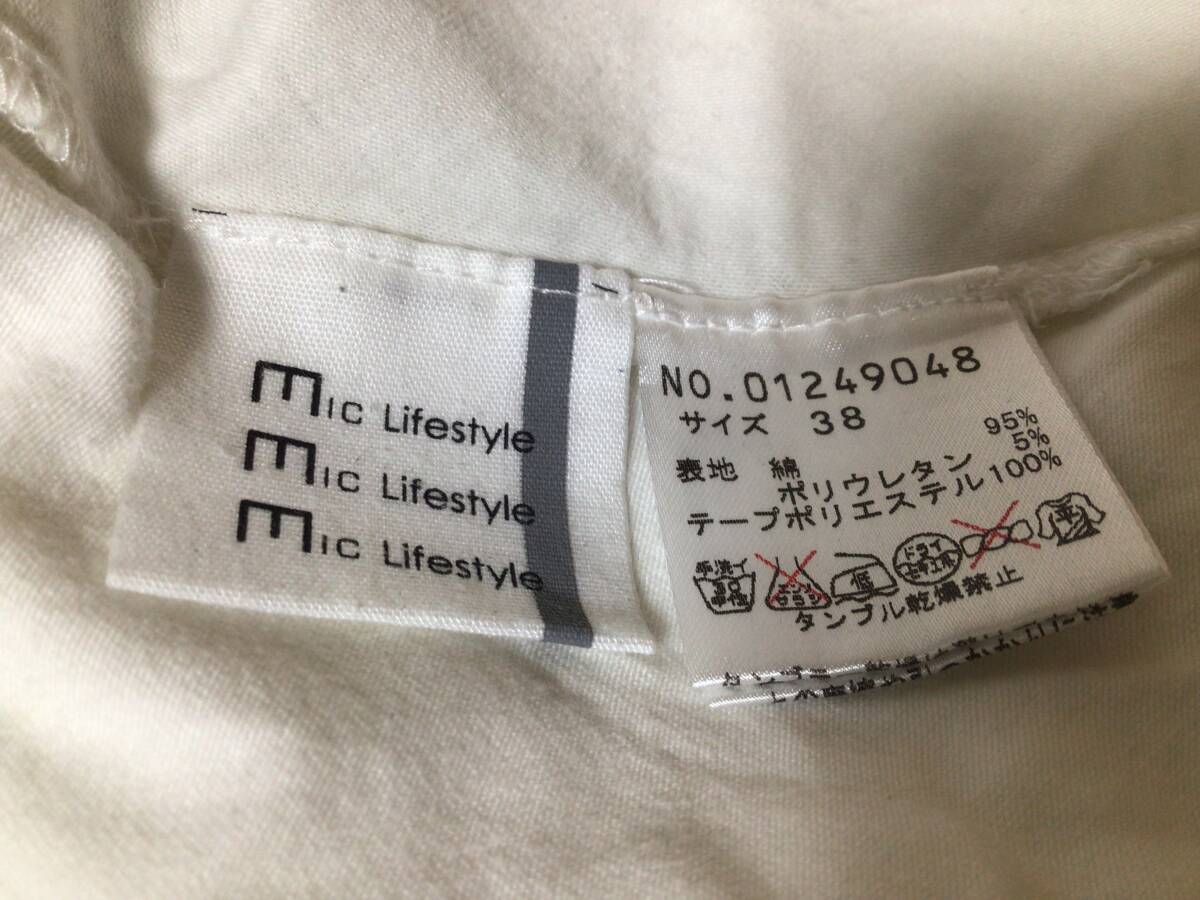 mic Lifestyle
mic Lifestyle
mic Lifestyle
NO.01249048
サイズ 38
表地 綿 95%
ポリウレタン 5%
テープポリエステル100%
手洗イ
低
ドライ
平
タンブル乾燥禁止